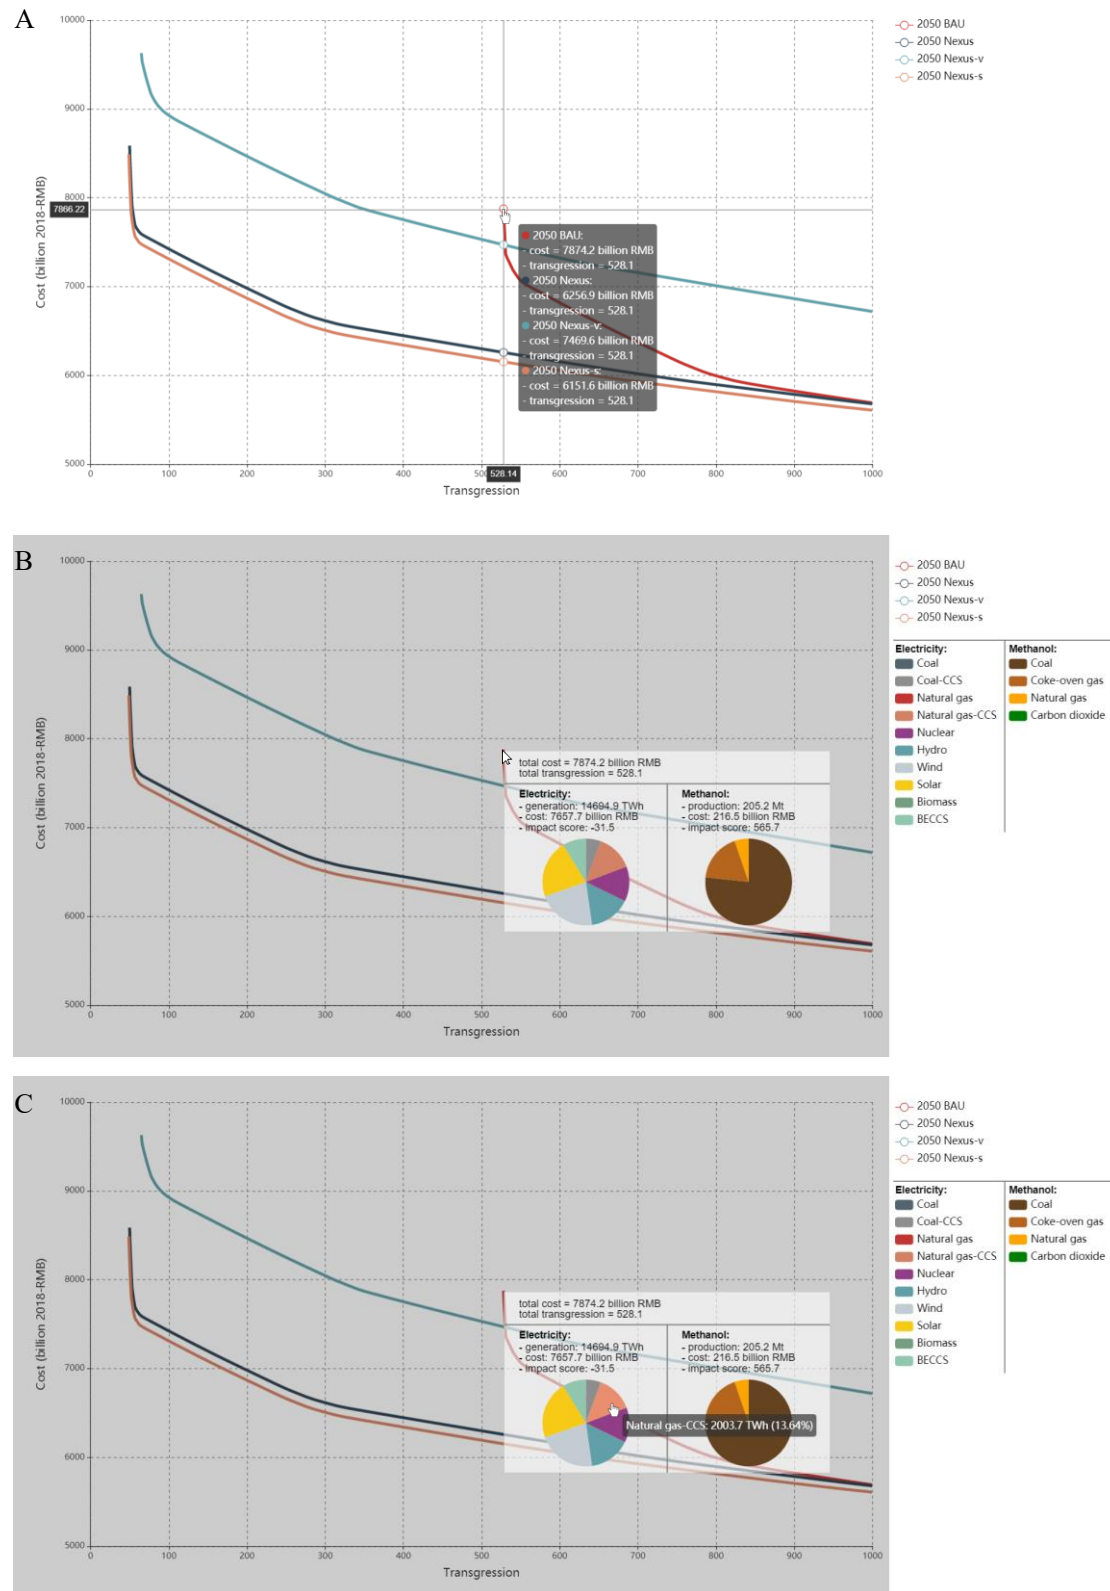 A
10000
9000
8000
7866.22
7000
6000
5000
Cost (billion 2018-RMB)
0
100
200
300
400
500
528.14
600
700
800
900
1000
Transgression
2050 BAU
2050 Nexus
2050 Nexus-v
2050 Nexus-s
2050 BAU:
- cost = 7874.2 billion RMB
- transgression = 528.1
2050 Nexus:
- cost = 6256.9 billion RMB
- transgression = 528.1
2050 Nexus-v:
- cost = 7469.6 billion RMB
- transgression = 528.1
2050 Nexus-s:
- cost = 6151.6 billion RMB
- transgression = 528.1
B
10000
9000
8000
7000
6000
5000
Cost (billion 2018-RMB)
0
100
200
300
400
500
600
700
800
900
1000
Transgression
total cost = 7874.2 billion RMB
total transgression = 528.1
Electricity:
- generation: 14694.9 TWh
- cost: 7657.7 billion RMB
- impact score: -31.5
Methanol:
- production: 205.2 Mt
- cost: 216.5 billion RMB
- impact score: 565.7
2050 BAU
2050 Nexus
2050 Nexus-v
2050 Nexus-s
Electricity:
Coal
Coal-CCS
Natural gas
Natural gas-CCS
Nuclear
Hydro
Wind
Solar
Biomass
BECCS
Methanol:
Coal
Coke-oven gas
Natural gas
Carbon dioxide
C
10000
9000
8000
7000
6000
5000
Cost (billion 2018-RMB)
0
100
200
300
400
500
600
700
800
900
1000
Transgression
total cost = 7874.2 billion RMB
total transgression = 528.1
Electricity:
- generation: 14694.9 TWh
- cost: 7657.7 billion RMB
- impact score: -31.5
Methanol:
- production: 205.2 Mt
- cost: 216.5 billion RMB
- impact score: 565.7
Natural gas-CCS: 2003.7 TWh (13.64%)
2050 BAU
2050 Nexus
2050 Nexus-v
2050 Nexus-s
Electricity:
Coal
Coal-CCS
Natural gas
Natural gas-CCS
Nuclear
Hydro
Wind
Solar
Biomass
BECCS
Methanol:
Coal
Coke-oven gas
Natural gas
Carbon dioxide